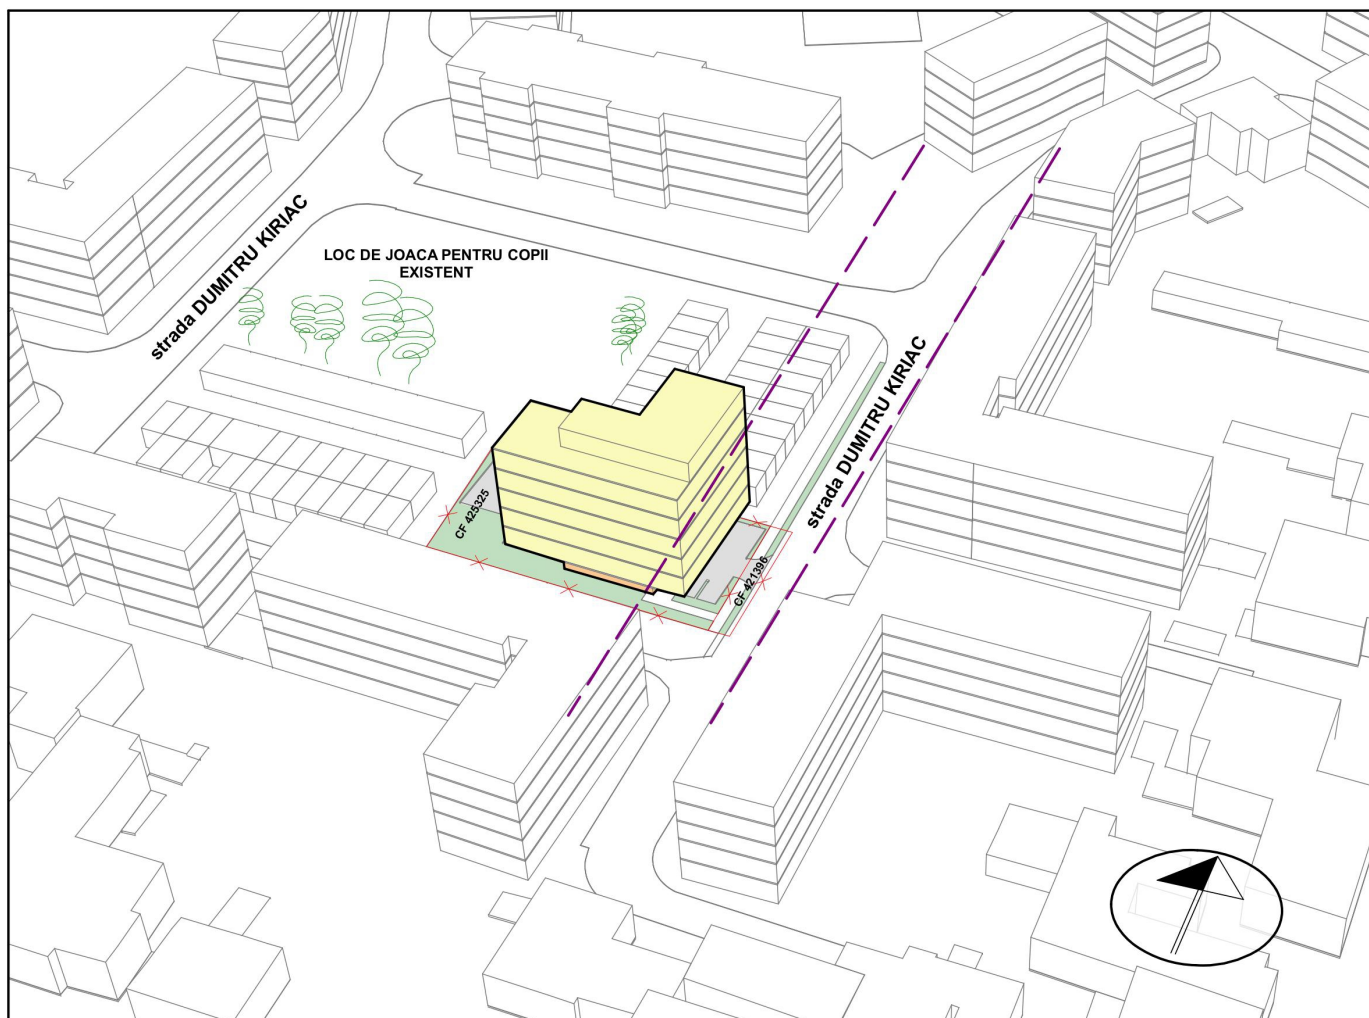 strada DUMITRU KIRIAC
LOC DE JOACA PENTRU COPII
EXISTENT
strada DUMITRU KIRIAC
CF 425325
CF 421396